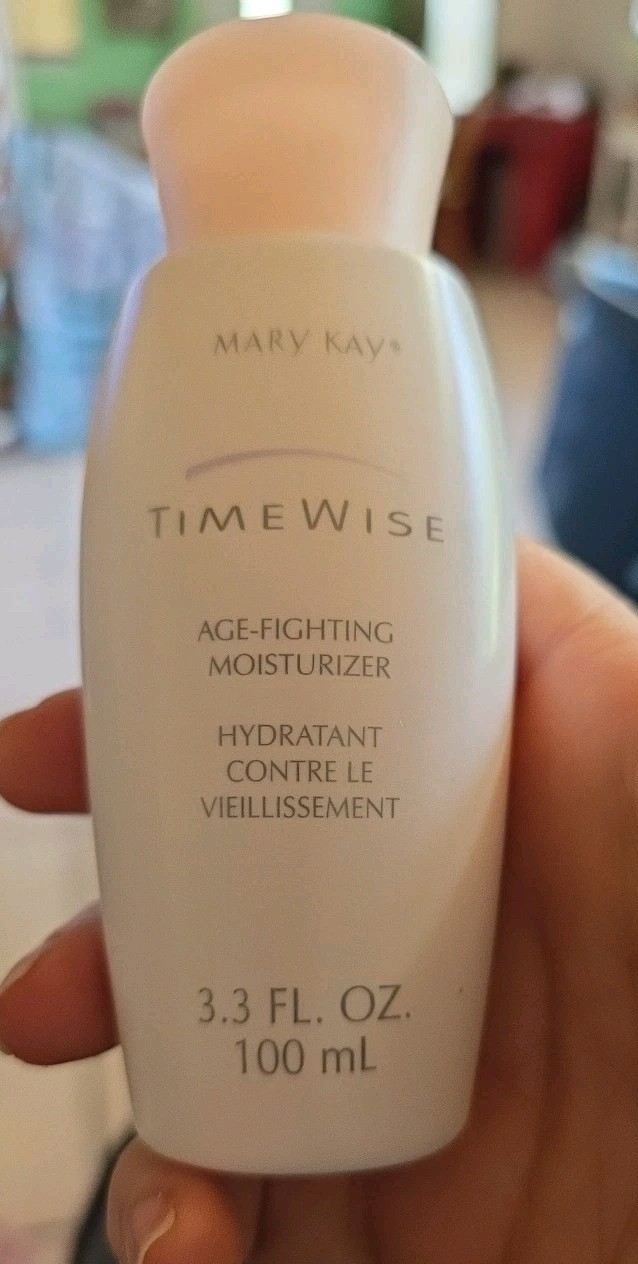 MARY KAY®
TIMEWISE
AGE-FIGHTING
MOISTURIZER
HYDRATANT
CONTRE LE
VIEILLISSEMENT
3.3 FL. OZ.
100 mL